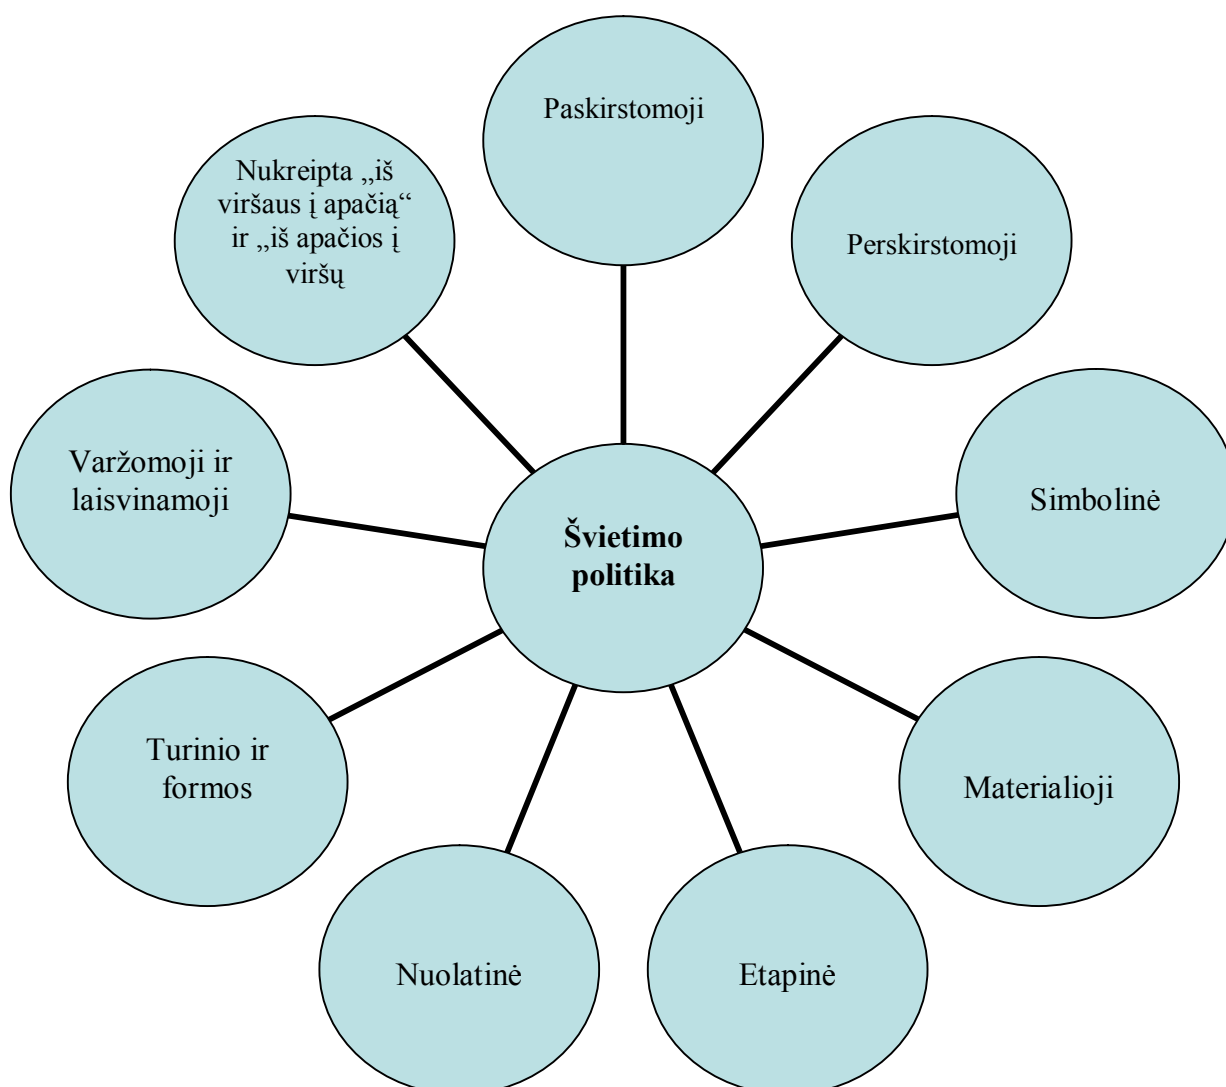 Paskirstomoji
Nukreipta „iš
viršaus į apačią“
ir „iš apačios į
viršų
Perskirstomoji
Varžomoji ir
laisvinamoji
Simbolinė
Švietimo
politika
Turinio ir
formos
Materialioji
Nuolatinė
Etapinė